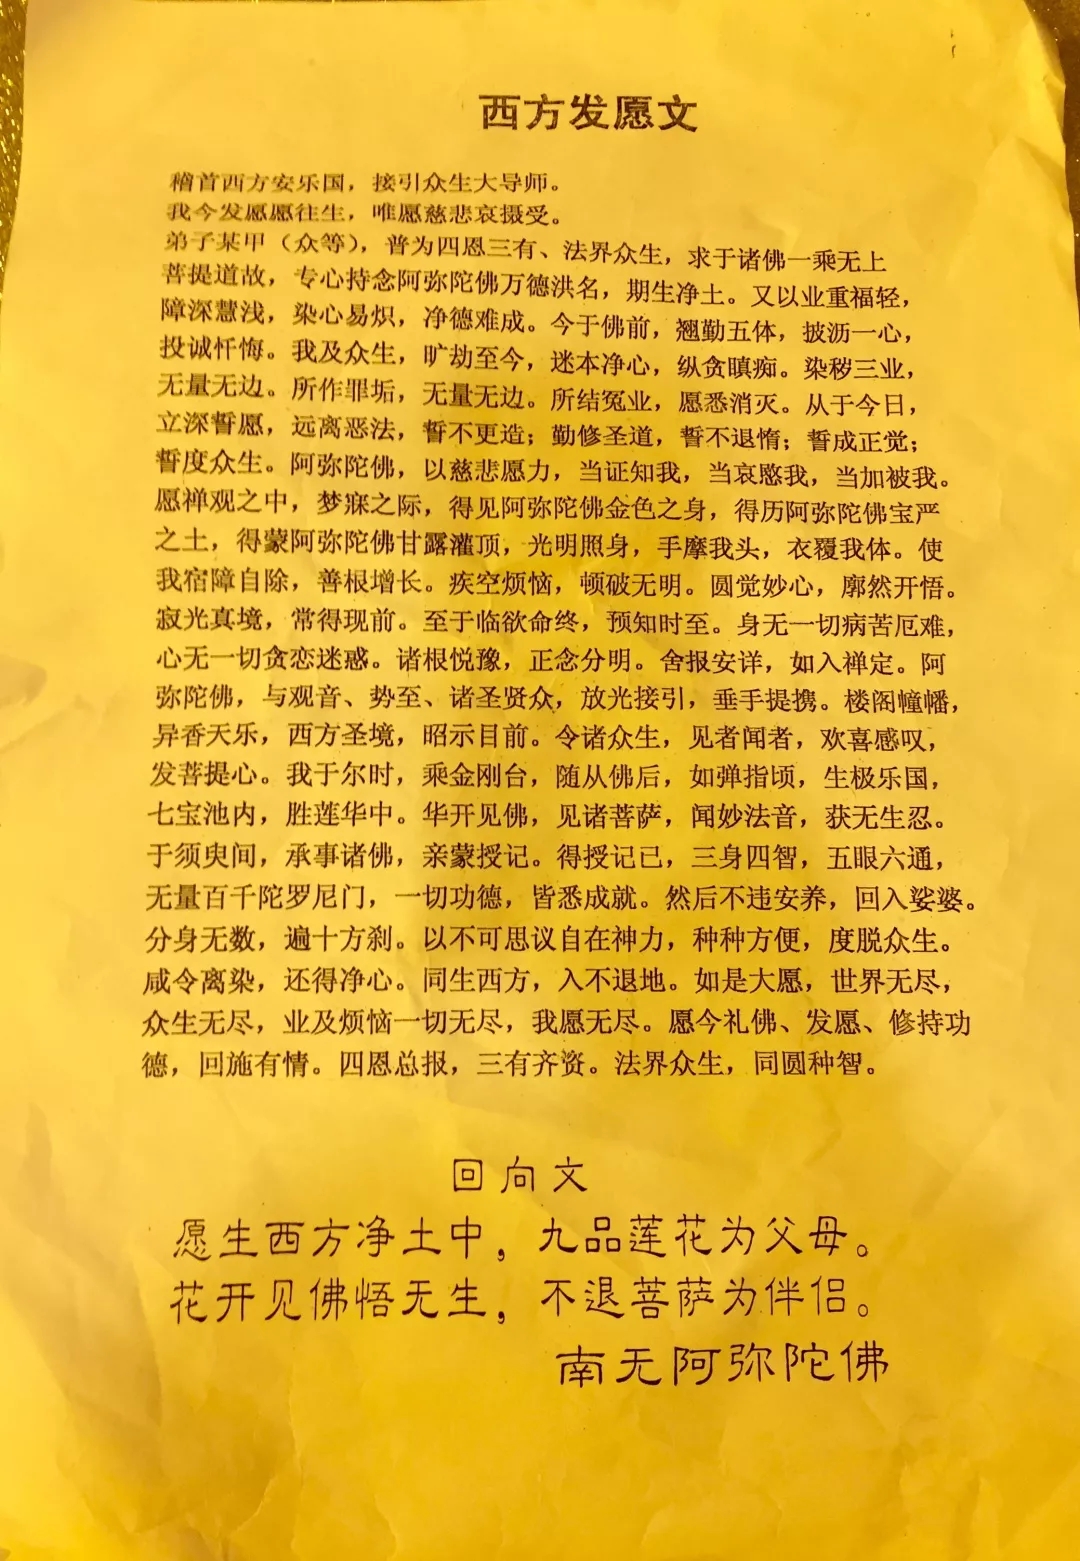 西方发愿文
稽首西方安乐国，接引众生大导师。
我今发愿愿往生，唯愿慈悲哀摄受。
弟子某甲（众等），普为四恩三有、法界众生，求于诸佛一乘无上
菩提道故，专心持念阿弥陀佛万德洪名，期生净土。又以业重福轻，
障深慧浅，染心易炽，净德难成。今于佛前，翘勤五体，披沥一心，
投诚忏悔。我及众生，旷劫至今，迷本净心，纵贪瞋痴。染秽三业，
无量无边。所作罪垢，无量无边。所结冤业，愿悉消灭。从于今日，
立深誓愿，远离恶法，誓不更造；勤修圣道，誓不退惰；誓成正觉；
誓度众生。阿弥陀佛，以慈悲愿力，当证知我，当哀愍我，当加被我。
愿禅观之中，梦寐之际，得见阿弥陀佛金色之身，得历阿弥陀佛宝严
之土，得蒙阿弥陀佛甘露灌顶，光明照身，手摩我头，衣覆我体。使
我宿障自除，善根增长。疾空烦恼，顿破无明。圆觉妙心，廓然开悟。
寂光真境，常得现前。至于临欲命终，预知时至。身无一切病苦厄难，
心无一切贪恋迷惑。诸根悦豫，正念分明。舍报安详，如入禅定。阿
弥陀佛，与观音、势至、诸圣贤众，放光接引，垂手提携。楼阁幢幡，
异香天乐，西方圣境，昭示目前。令诸众生，见者闻者，欢喜感叹，
发菩提心。我于尔时，乘金刚台，随从佛后，如弹指顷，生极乐国，
七宝池内，胜莲华中。华开见佛，见诸菩萨，闻妙法音，获无生忍。
于须臾间，承事诸佛，亲蒙授记。得授记已，三身四智，五眼六通，
无量百千陀罗尼门，一切功德，皆悉成就。然后不违安养，回入娑婆。
分身无数，遍十方刹。以不可思议自在神力，种种方便，度脱众生。
咸令离染，还得净心。同生西方，入不退地。如是大愿，世界无尽，
众生无尽，业及烦恼一切无尽，我愿无尽。愿今礼佛、发愿、修持功
德，回施有情。四恩总报，三有齐资。法界众生，同圆种智。
回向文
愿生西方净土中，九品莲花为父母。
花开见佛悟无生，不退菩萨为伴侣。
南无阿弥陀佛